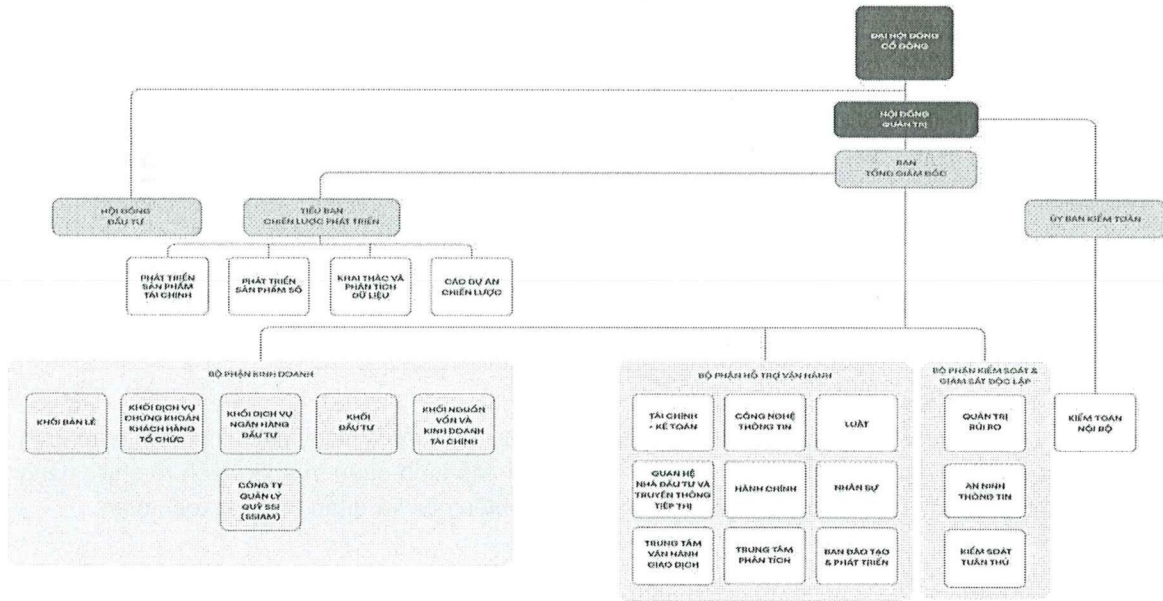 ĐẠI HỘI ĐỒNG
CỔ ĐÔNG
HỘI ĐỒNG
QUẢN TRỊ
BAN
TỔNG GIÁM ĐỐC
HỘI ĐỒNG
ĐẦU TƯ
TIỂU BAN
CHIẾN LƯỢC PHÁT TRIỂN
ỦY BAN KIỂM TOÁN
PHÁT TRIỂN
SẢN PHẨM
TÀI CHÍNH
PHÁT TRIỂN
SẢN PHẨM SỐ
KHAI THÁC VÀ
PHÂN TÍCH
DỮ LIỆU
CÁC DỰ ÁN
CHIẾN LƯỢC
BỘ PHẬN KINH DOANH
KHỐI BÁN LẺ
KHỐI DỊCH VỤ
CHỨNG KHOÁN
KHÁCH HÀNG
TỔ CHỨC
KHỐI DỊCH VỤ
NGÂN HÀNG
ĐẦU TƯ
KHỐI
ĐẦU TƯ
KHỐI NGUỒN
VỐN VÀ
KINH DOANH
TÀI CHÍNH
CÔNG TY
QUẢN LÝ
QUỸ SSI
(SSIAM)
BỘ PHẬN HỖ TRỢ VẬN HÀNH
TÀI CHÍNH
- KẾ TOÁN
CÔNG NGHỆ
THÔNG TIN
LUẬT
QUAN HỆ
NHÀ ĐẦU TƯ VÀ
TRUYỀN THÔNG
TIẾP THỊ
HÀNH CHÍNH
NHÂN SỰ
TRUNG TÂM
VẬN HÀNH
GIAO DỊCH
TRUNG TÂM
PHÂN TÍCH
BAN ĐÀO TẠO
& PHÁT TRIỂN
BỘ PHẬN KIỂM SOÁT &
GIÁM SÁT ĐỘC LẬP
QUẢN TRỊ
RỦI RO
AN NINH
THÔNG TIN
KIỂM SOÁT
TUÂN THỦ
KIỂM TOÁN
NỘI BỘ